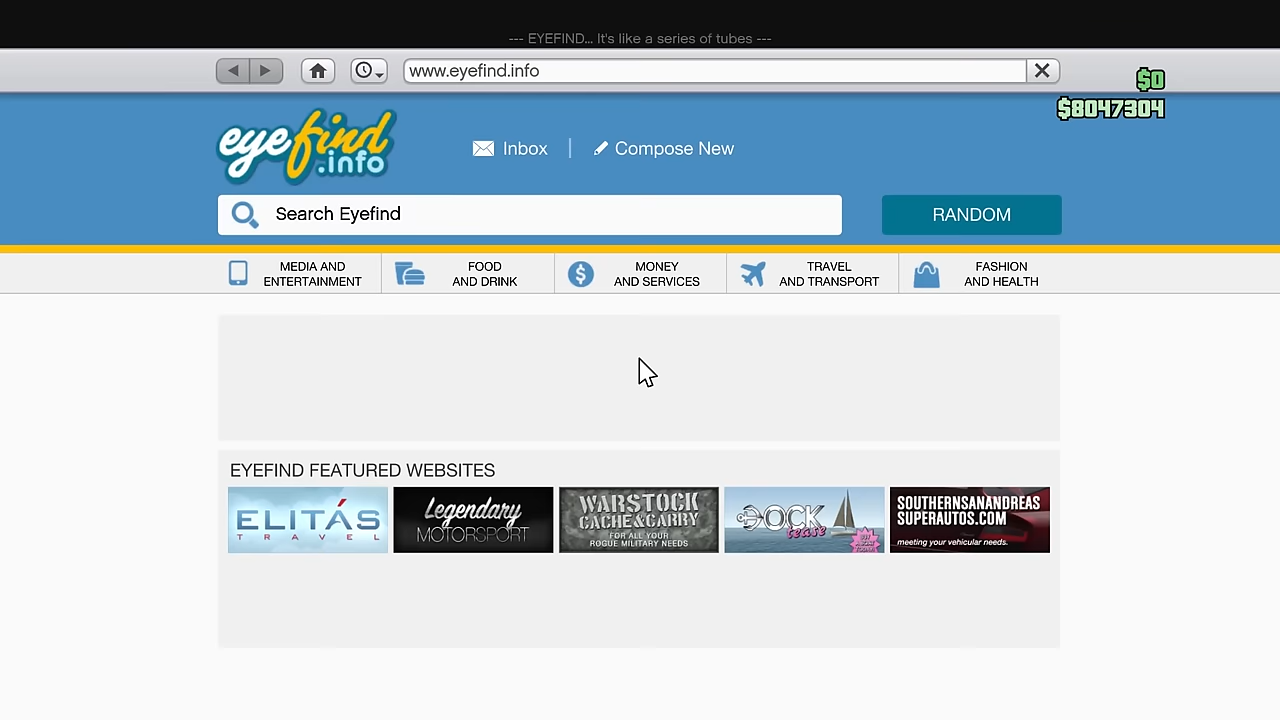 --- EYEFIND... It's like a series of tubes ---
www.eyefind.info
$0
$8047304
eyefind
.info
Inbox | Compose New
Search Eyefind
RANDOM
MEDIA AND
ENTERTAINMENT
FOOD
AND DRINK
MONEY
AND SERVICES
TRAVEL
AND TRANSPORT
FASHION
AND HEALTH
EYEFIND FEATURED WEBSITES
ELITÁS
TRAVEL
Legendary
MOTORSPORT
WARSTOCK
CACHE&CARRY
FOR ALL YOUR
ROGUE MILITARY NEEDS
DOCK
tease
SOUTHERNSANANDREAS
SUPERAUTOS.COM
meeting your vehicular needs.